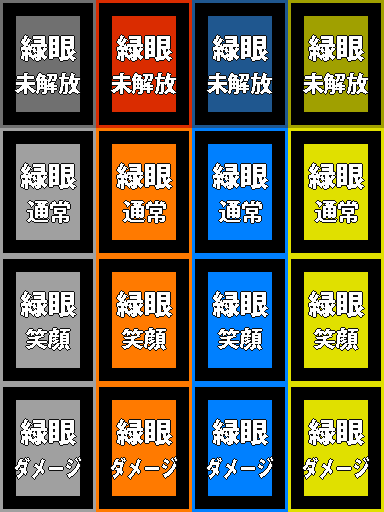 緑眼 緑眼 緑眼 緑眼
未解放 未解放 未解放 未解放
緑眼 緑眼 緑眼 緑眼
通常 通常 通常 通常
緑眼 緑眼 緑眼 緑眼
笑顔 笑顔 笑顔 笑顔
緑眼 緑眼 緑眼 緑眼
ダメージ ダメージ ダメージ ダメージ